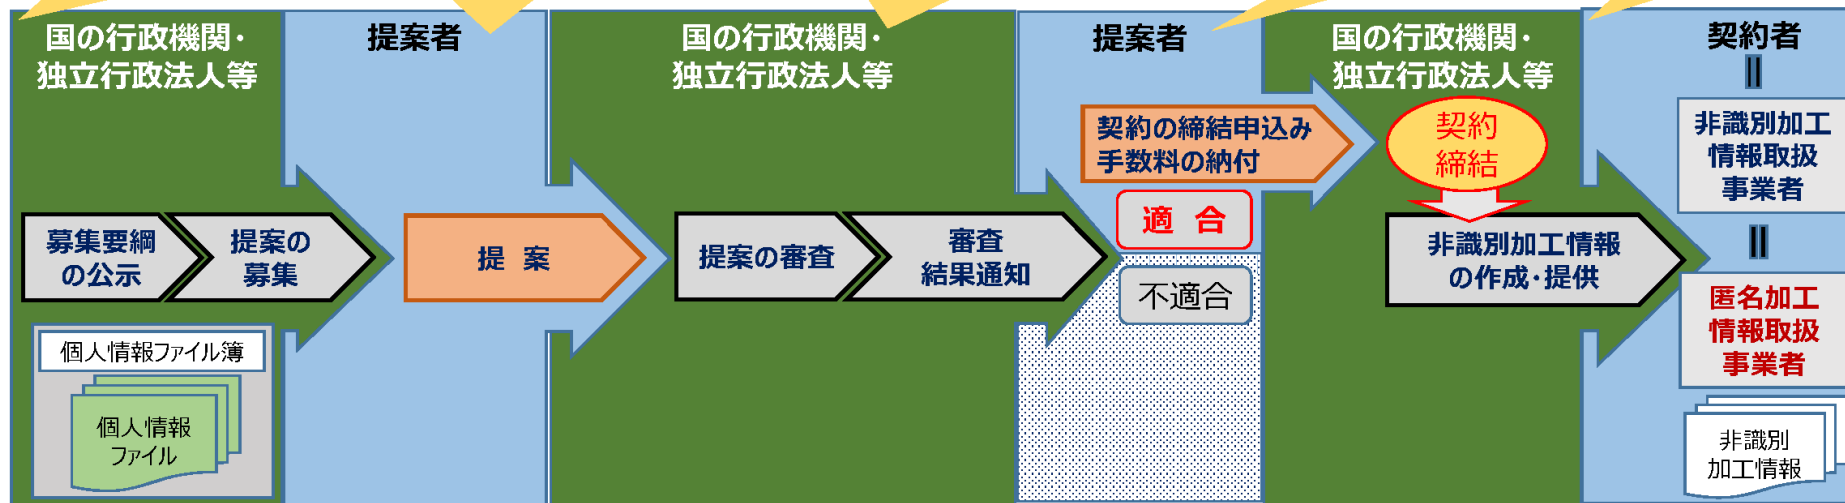 国の行政機関・
独立行政法人等
募集要綱
の公示
提案の
募集
個人情報ファイル簿
個人情報
ファイル
提案者
提 案
国の行政機関・
独立行政法人等
提案の審査
審査
結果通知
提案者
契約の締結申込み
手数料の納付
適 合
不適合
国の行政機関・
独立行政法人等
契約
締結
非識別加工情報
の作成・提供
契約者
=
非識別加工
情報取扱
事業者
=
匿名加工
情報取扱
事業者
非識別
加工情報